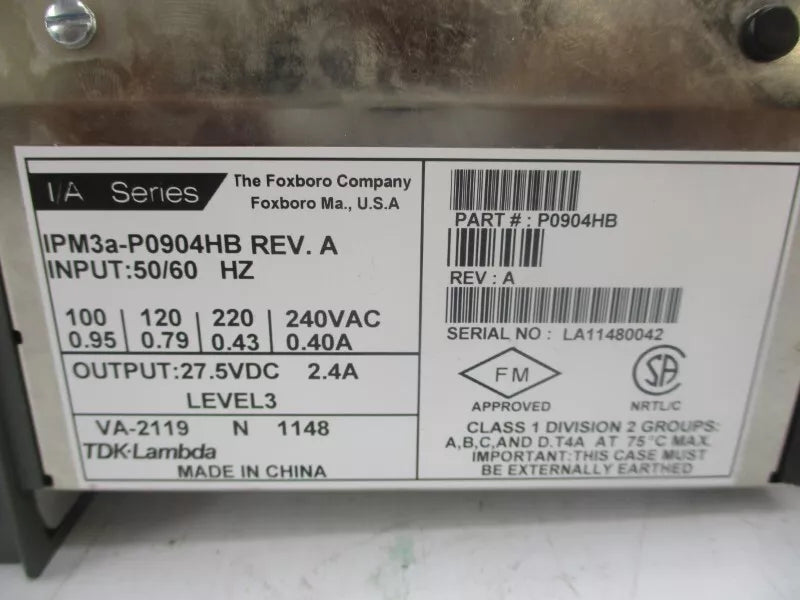 I/A Series
The Foxboro Company
Foxboro Ma., U.S.A
IPM3a-P0904HB REV. A
INPUT:50/60 HZ
100 120 220 240VAC
0.95 0.79 0.43 0.40A
OUTPUT:27.5VDC 2.4A
LEVEL3
VA-2119 N 1148
TDK-Lambda
MADE IN CHINA
PART # : P0904HB
REV : A
SERIAL NO : LA11480042
FM
APPROVED
SA
NRTL/C
CLASS 1 DIVISION 2 GROUPS:
A,B,C,AND D.T4A AT 75°C MAX.
IMPORTANT:THIS CASE MUST
BE EXTERNALLY EARTHED